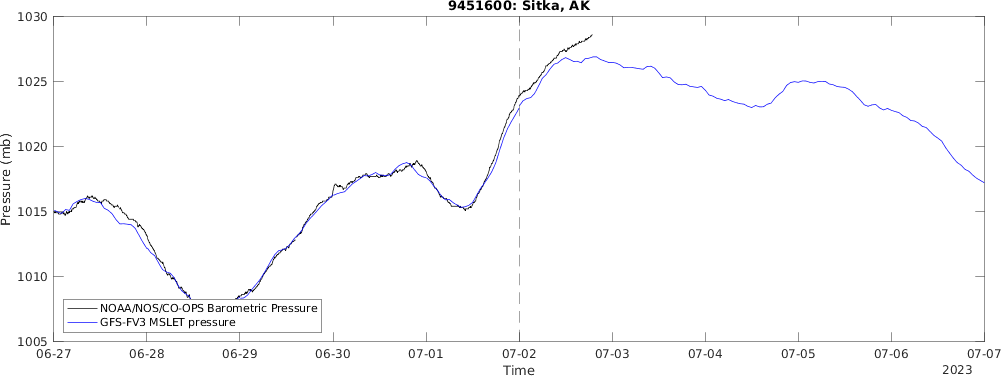 9451600: Sitka, AK
1030
1025
1020
1015
1010
1005
Pressure (mb)
NOAA/NOS/CO-OPS Barometric Pressure
GFS-FV3 MSLET pressure
06-27 06-28 06-29 06-30 07-01 07-02 07-03 07-04 07-05 07-06 07-07
Time
2023